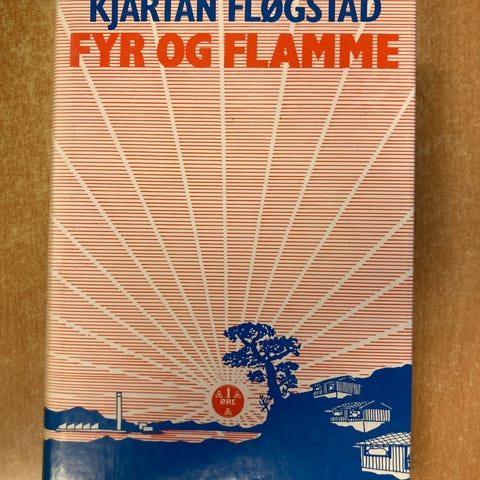 KJARTAN FLØGSTAD
FYR OG FLAMME
1
ØRE